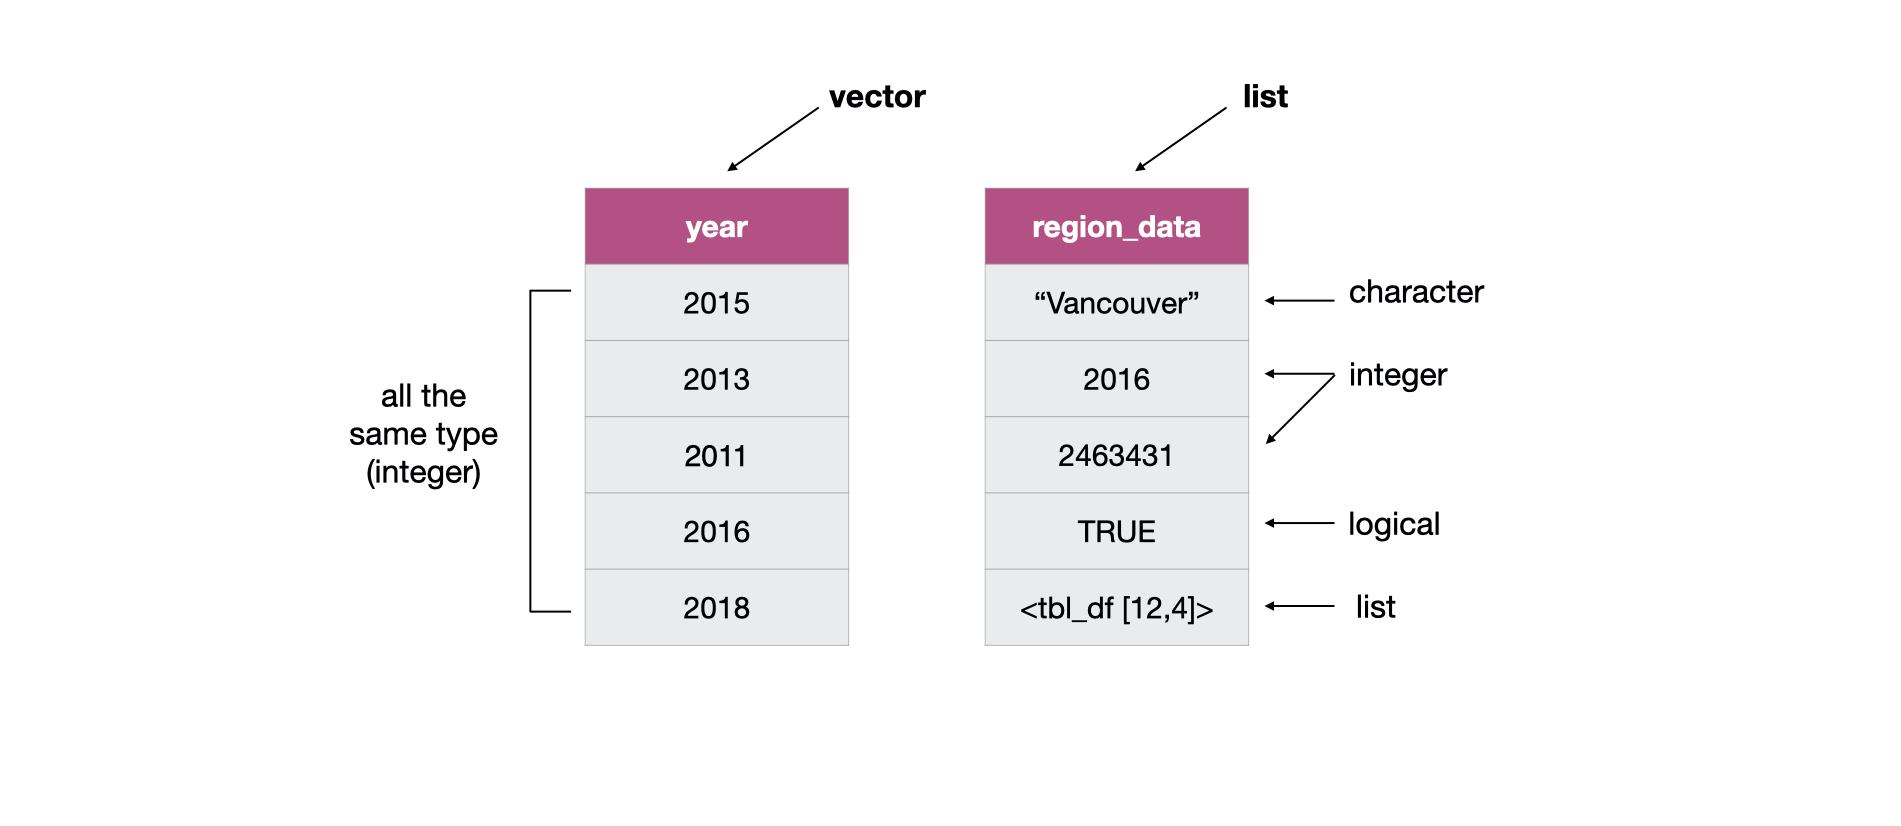 vector
list
year
region_data
2015
2013
2011
2016
2018
all the
same type
(integer)
“Vancouver”
2016
2463431
TRUE
<tbl_df [12,4]>
character
integer
logical
list